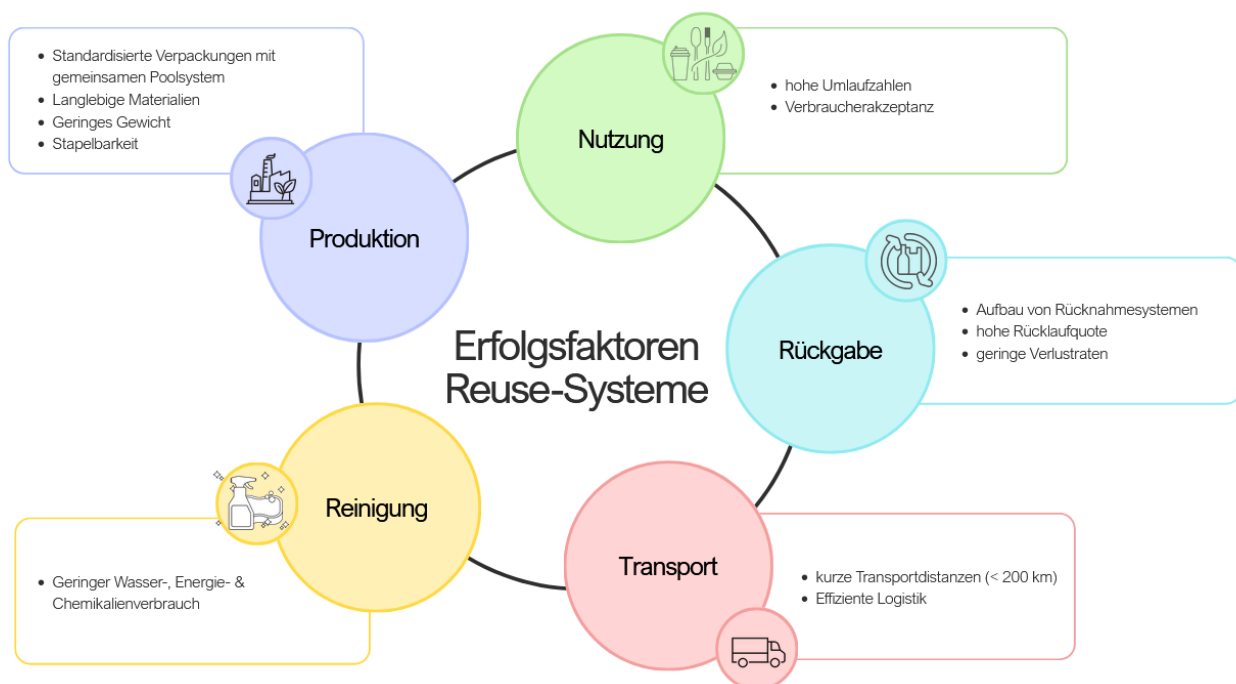 • Standardisierte Verpackungen mit
gemeinsamen Poolsystem
• Langlebige Materialien
• Geringes Gewicht
• Stapelbarkeit
Produktion
Nutzung
• hohe Umlaufzahlen
• Verbraucherakzeptanz
Rückgabe
• Aufbau von Rücknahmesystemen
• hohe Rücklaufquote
• geringe Verlustraten
Erfolgsfaktoren
Reuse-Systeme
Transport
• kurze Transportdistanzen (< 200 km)
• Effiziente Logistik
Reinigung
• Geringer Wasser-, Energie- &
Chemikalienverbrauch